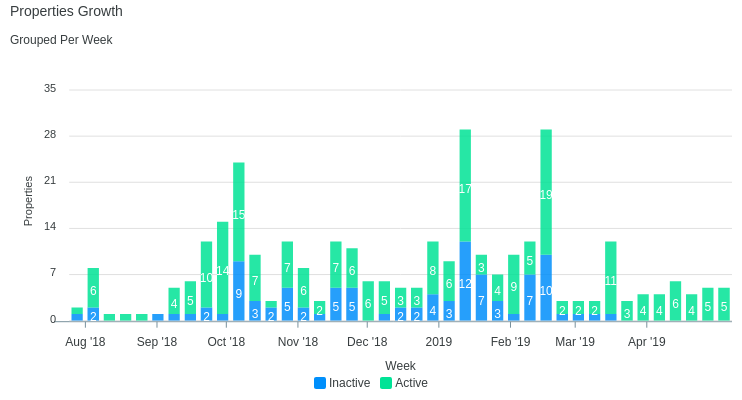 Properties Growth
Grouped Per Week
35
28
21
14
7
0
Properties
6 2 4 5 10 2 14 15 9 7 3 2 7 5 6 2 2 7 5 6 5 6 5 3 2 3 2 8 4 6 3 17 12 3 7 4 3 9 5 7 19 10 2 2 2 11 3 4 4 6 4 5 5
Aug '18 Sep '18 Oct '18 Nov '18 Dec '18 2019 Feb '19 Mar '19 Apr '19
Week
Inactive Active